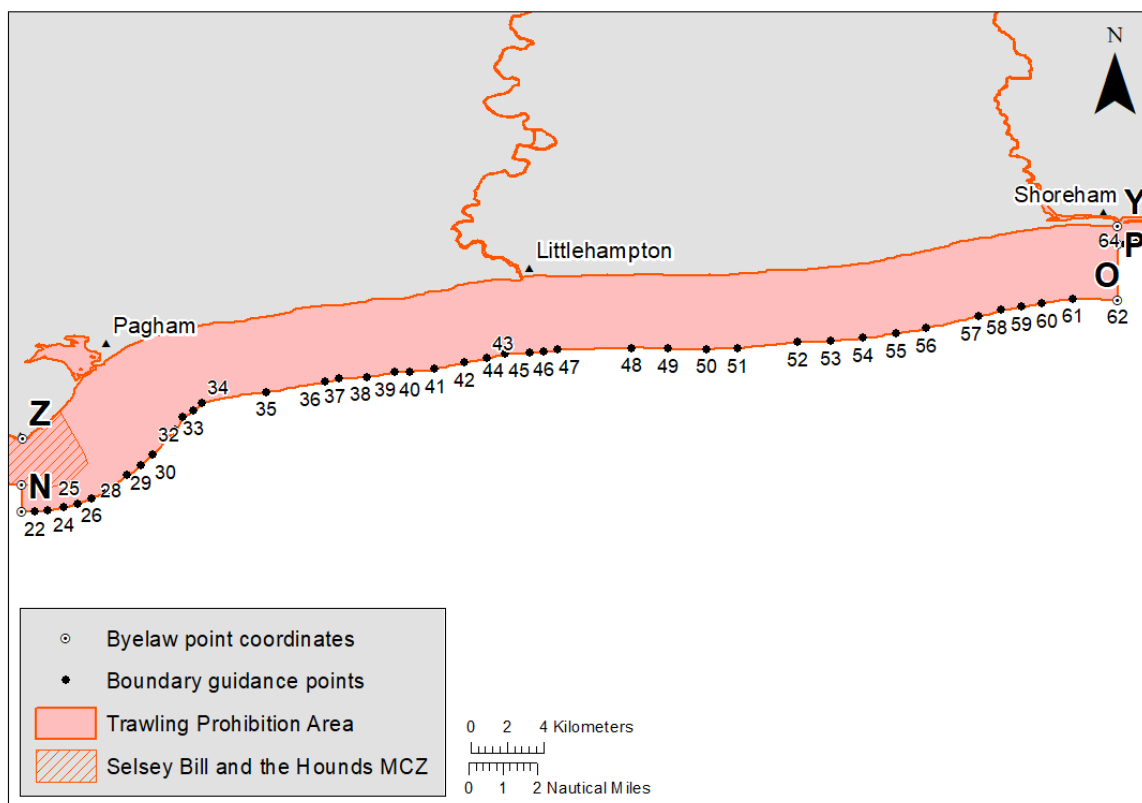 N
Shoreham
Y
64
P
Littlehampton
O
62
61
60
59
58
57
56
55
54
53
52
51
50
49
48
47
46
45
43
44
42
41
40
39
38
37
36
35
34
33
32
30
29
28
26
25
24
22
Pagham
Z
N
Byelaw point coordinates
Boundary guidance points
Trawling Prohibition Area
Selsey Bill and the Hounds MCZ
0 2 4 Kilometers
0 1 2 Nautical Miles